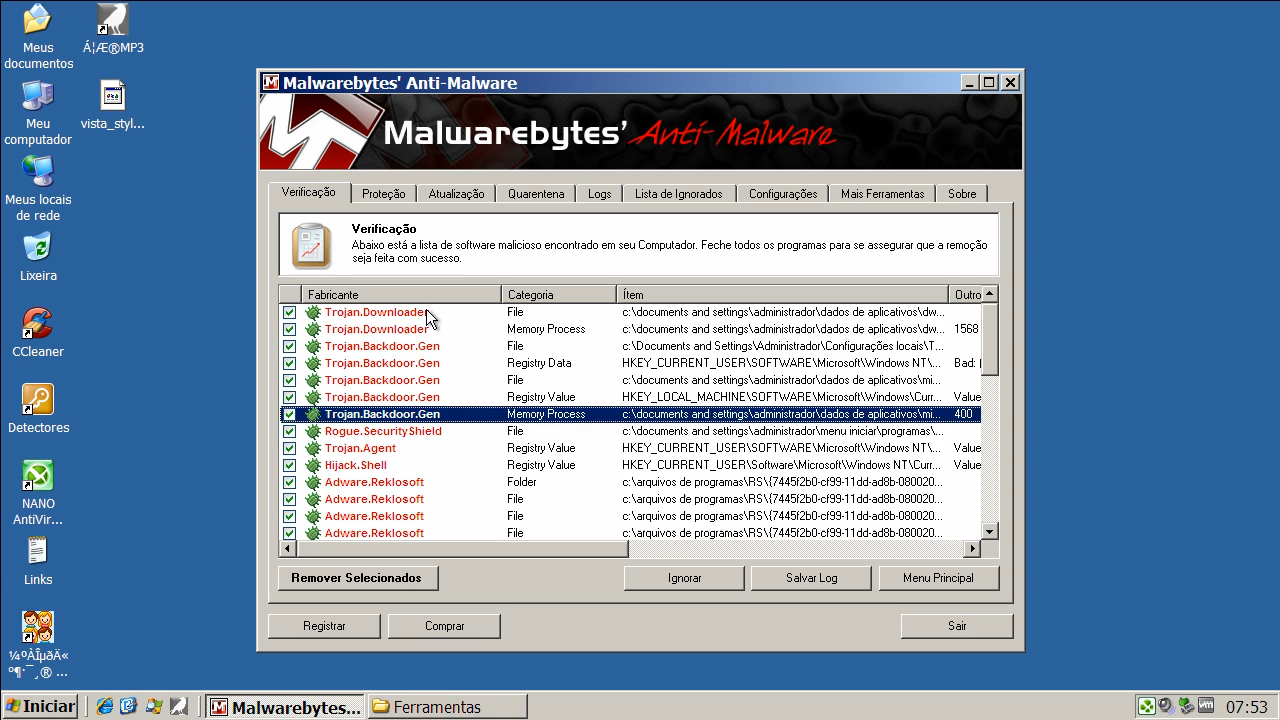 Meus
documentos
Á¦Æ®MP3
Meu
computador
vista_styl...
Meus locais
de rede
Lixeira
CCleaner
Detectores
NANO
AntiVir...
Links
Malwarebytes' Anti-Malware
Malwarebytes' Anti-Malware
Verificação
Proteção
Atualização
Quarentena
Logs
Lista de Ignorados
Configurações
Mais Ferramentas
Sobre
Verificação
Abaixo está a lista de software malicioso encontrado em seu Computador. Feche todos os programas para se assegurar que a remoção
seja feita com sucesso.
Fabricante Categoria Ítem Outro
Trojan.Downloader File c:\documents and settings\administrador\dados de aplicativos\dw...
Trojan.Downloader Memory Process c:\documents and settings\administrador\dados de aplicativos\dw... 1568
Trojan.Backdoor.Gen File c:\Documents and Settings\Administrador\Configurações locais\T...
Trojan.Backdoor.Gen Registry Data HKEY_CURRENT_USER\SOFTWARE\Microsoft\Windows NT\... Bad:
Trojan.Backdoor.Gen File c:\documents and settings\administrador\dados de aplicativos\mi...
Trojan.Backdoor.Gen Registry Value HKEY_LOCAL_MACHINE\SOFTWARE\Microsoft\Windows\Curr... Value
Trojan.Backdoor.Gen Memory Process c:\documents and settings\administrador\dados de aplicativos\mi... 400
Rogue.SecurityShield File c:\documents and settings\administrador\menu iniciar\programas\...
Trojan.Agent Registry Value HKEY_CURRENT_USER\SOFTWARE\Microsoft\Windows NT\... Value
Hijack.Shell Registry Value HKEY_CURRENT_USER\Software\Microsoft\Windows NT\Curr... Value
Adware.Reklosoft Folder c:\arquivos de programas\RS\{7445f2b0-cf99-11dd-ad8b-080020...
Adware.Reklosoft File c:\arquivos de programas\RS\{7445f2b0-cf99-11dd-ad8b-080020...
Adware.Reklosoft File c:\arquivos de programas\RS\{7445f2b0-cf99-11dd-ad8b-080020...
Adware.Reklosoft File c:\arquivos de programas\RS\{7445f2b0-cf99-11dd-ad8b-080020...
Remover Selecionados
Ignorar
Salvar Log
Menu Principal
Registrar
Comprar
Sair
Iniciar
Malwarebytes...
Ferramentas
07:53